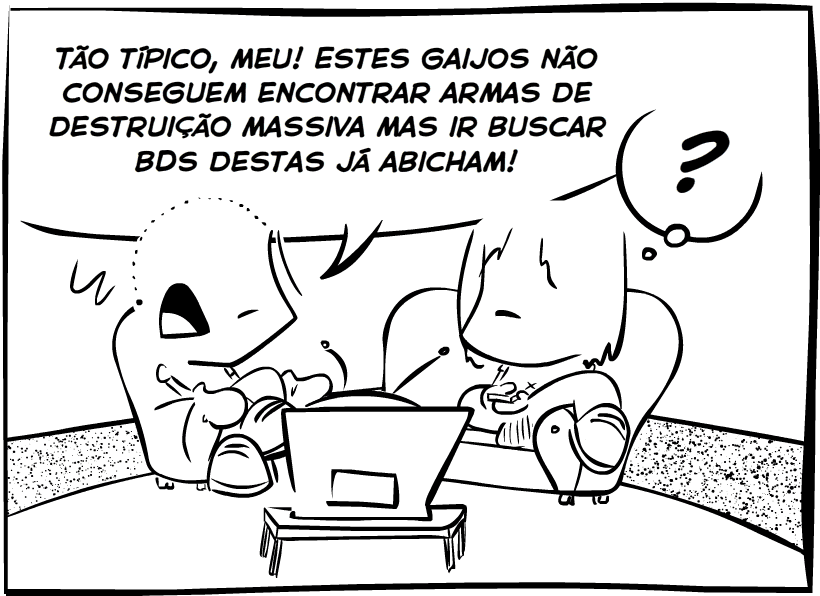 TÃO TÍPICO, MEU! ESTES GAIJOS NÃO
CONSEGUEM ENCONTRAR ARMAS DE
DESTRUIÇÃO MASSIVA MAS IR BUSCAR
BDS DESTAS JÁ ABICHAM!
?